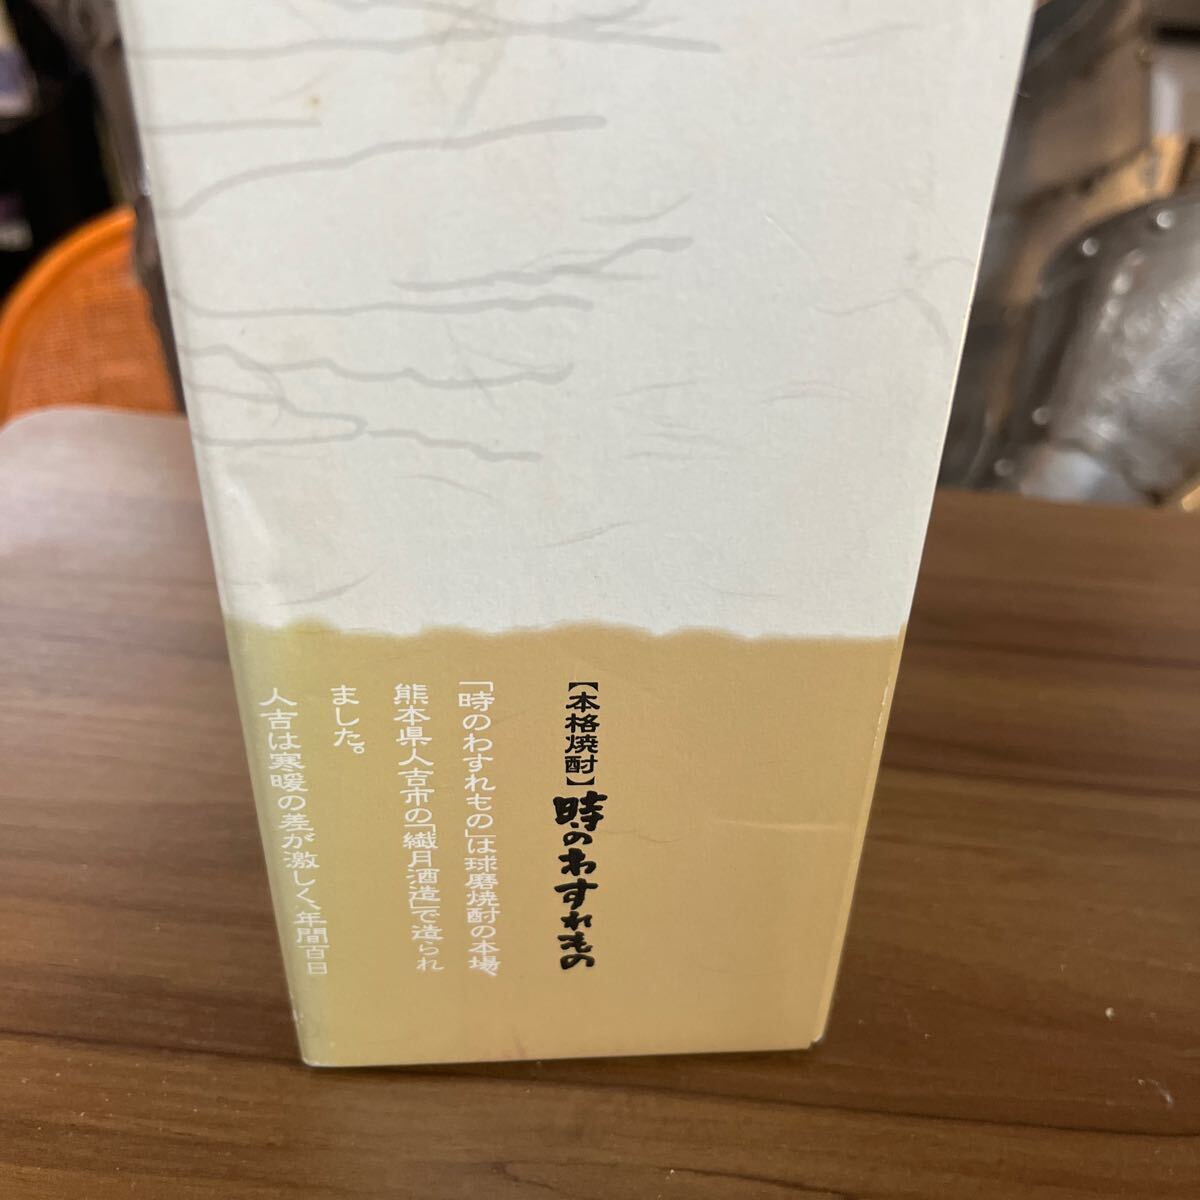 【本格焼酎】時のわすれもの
「時のわすれもの」は球磨焼酎の本場、
熊本県人吉市の「繊月酒造」で造られ
ました。
人吉は寒暖の差が激しく、年間百日